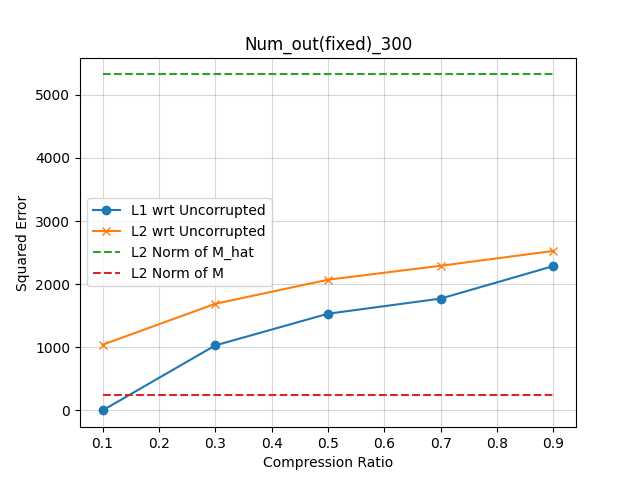 Num_out(fixed)_300
Squared Error
5000
4000
3000
2000
1000
0
L1 wrt Uncorrupted
L2 wrt Uncorrupted
L2 Norm of M_hat
L2 Norm of M
0.1 0.2 0.3 0.4 0.5 0.6 0.7 0.8 0.9
Compression Ratio